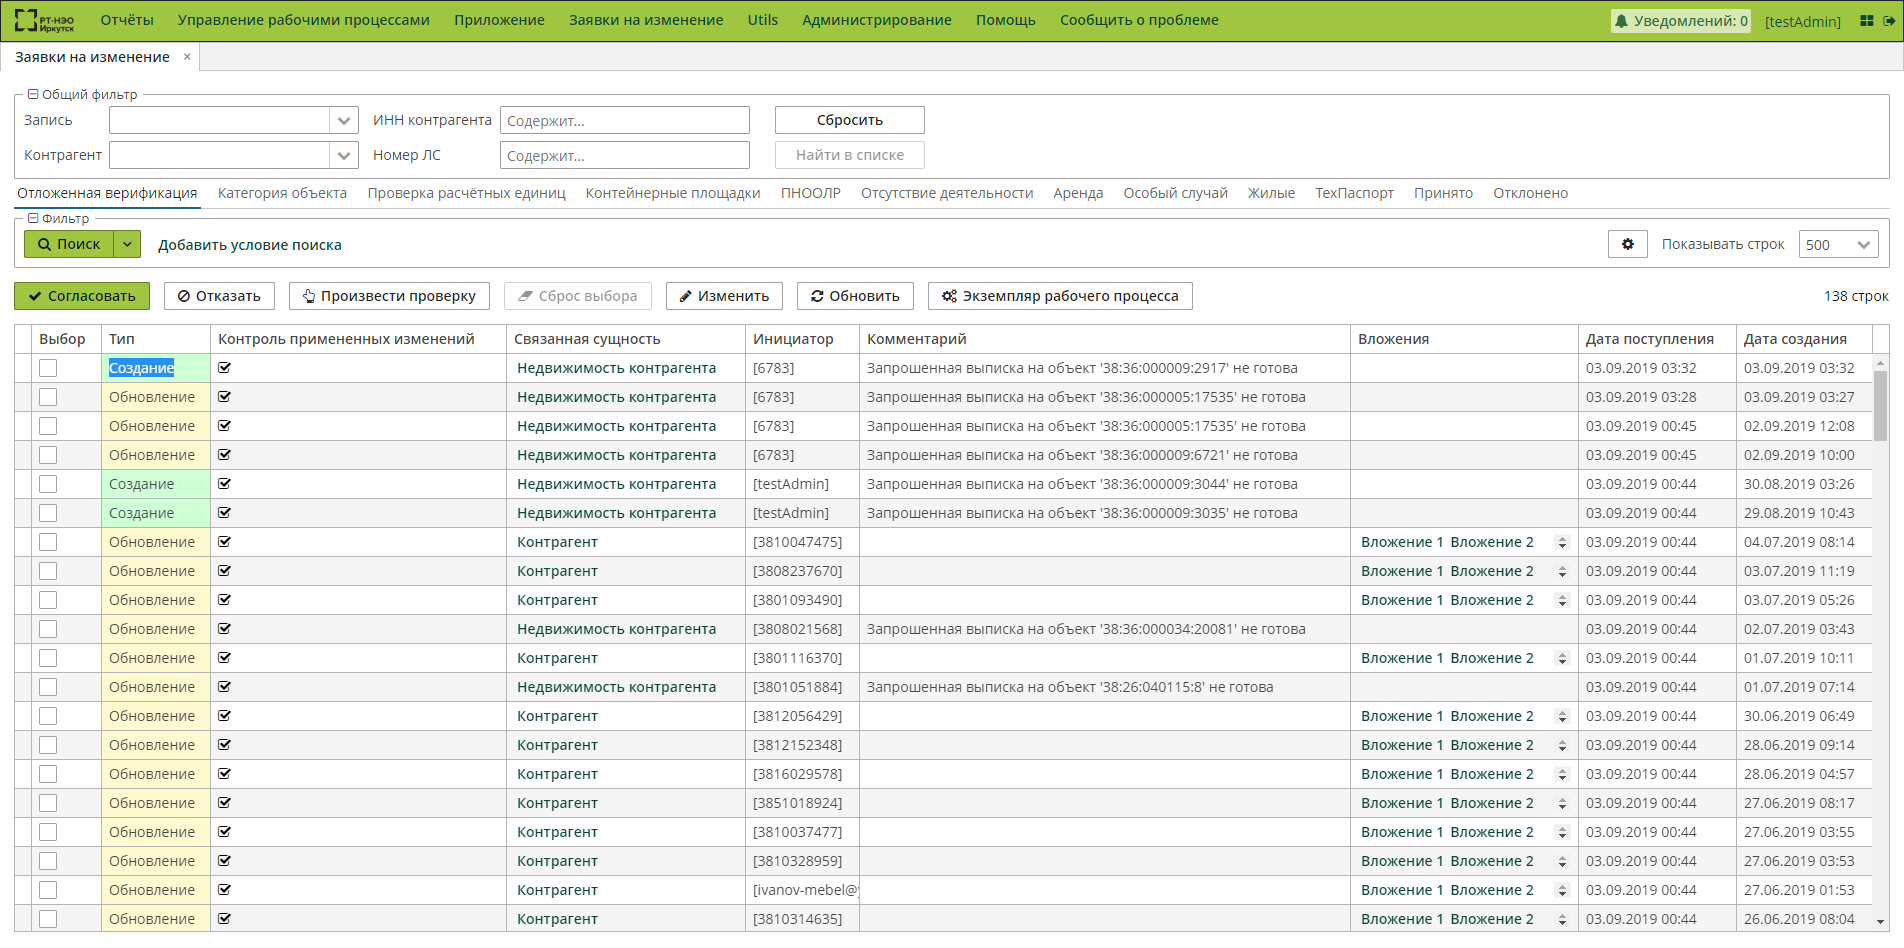 РТ-НЭО Иркутск Отчёты Управление рабочими процессами Приложение Заявки на изменение Utils Администрирование Помощь Сообщить о проблеме Уведомлений: 0 [testAdmin]
Заявки на изменение ×
Общий фильтр
Запись ИНН контрагента Содержит... Сбросить
Контрагент Номер ЛС Содержит... Найти в списке
Отложенная верификация Категория объекта Проверка расчётных единиц Контейнерные площадки ПНООЛР Отсутствие деятельности Аренда Особый случай Жилые ТехПаспорт Принято Отклонено
Фильтр
Поиск Добавить условие поиска Показывать строк 500
Согласовать Отказать Произвести проверку Сброс выбора Изменить Обновить Экземпляр рабочего процесса 138 строк
Выбор Тип Контроль примененных изменений Связанная сущность Инициатор Комментарий Вложения Дата поступления Дата создания
Создание Недвижимость контрагента [6783] Запрошенная выписка на объект '38:36:000009:2917' не готова 03.09.2019 03:32 03.09.2019 03:32
Обновление Недвижимость контрагента [6783] Запрошенная выписка на объект '38:36:000005:17535' не готова 03.09.2019 03:28 03.09.2019 03:27
Обновление Недвижимость контрагента [6783] Запрошенная выписка на объект '38:36:000005:17535' не готова 03.09.2019 00:45 02.09.2019 12:08
Обновление Недвижимость контрагента [6783] Запрошенная выписка на объект '38:36:000009:6721' не готова 03.09.2019 00:45 02.09.2019 10:00
Создание Недвижимость контрагента [testAdmin] Запрошенная выписка на объект '38:36:000009:3044' не готова 03.09.2019 00:44 30.08.2019 03:26
Создание Недвижимость контрагента [testAdmin] Запрошенная выписка на объект '38:36:000009:3035' не готова 03.09.2019 00:44 29.08.2019 10:43
Обновление Контрагент [3810047475] Вложение 1 Вложение 2 03.09.2019 00:44 04.07.2019 08:14
Обновление Контрагент [3808237670] Вложение 1 Вложение 2 03.09.2019 00:44 03.07.2019 11:19
Обновление Контрагент [3801093490] Вложение 1 Вложение 2 03.09.2019 00:44 03.07.2019 05:26
Обновление Недвижимость контрагента [3808021568] Запрошенная выписка на объект '38:36:000034:20081' не готова 03.09.2019 00:44 02.07.2019 03:43
Обновление Контрагент [3801116370] Вложение 1 Вложение 2 03.09.2019 00:44 01.07.2019 10:11
Обновление Недвижимость контрагента [3801051884] Запрошенная выписка на объект '38:26:040115:8' не готова 03.09.2019 00:44 01.07.2019 07:14
Обновление Контрагент [3812056429] Вложение 1 Вложение 2 03.09.2019 00:44 30.06.2019 06:49
Обновление Контрагент [3812152348] Вложение 1 Вложение 2 03.09.2019 00:44 28.06.2019 09:14
Обновление Контрагент [3816029578] Вложение 1 Вложение 2 03.09.2019 00:44 28.06.2019 04:57
Обновление Контрагент [3851018924] Вложение 1 Вложение 2 03.09.2019 00:44 27.06.2019 08:17
Обновление Контрагент [3810037477] Вложение 1 Вложение 2 03.09.2019 00:44 27.06.2019 03:55
Обновление Контрагент [3810328959] Вложение 1 Вложение 2 03.09.2019 00:44 27.06.2019 03:53
Обновление Контрагент [ivanov-mebel@ Вложение 1 Вложение 2 03.09.2019 00:44 27.06.2019 01:53
Обновление Контрагент [3810314635] Вложение 1 Вложение 2 03.09.2019 00:44 26.06.2019 08:04